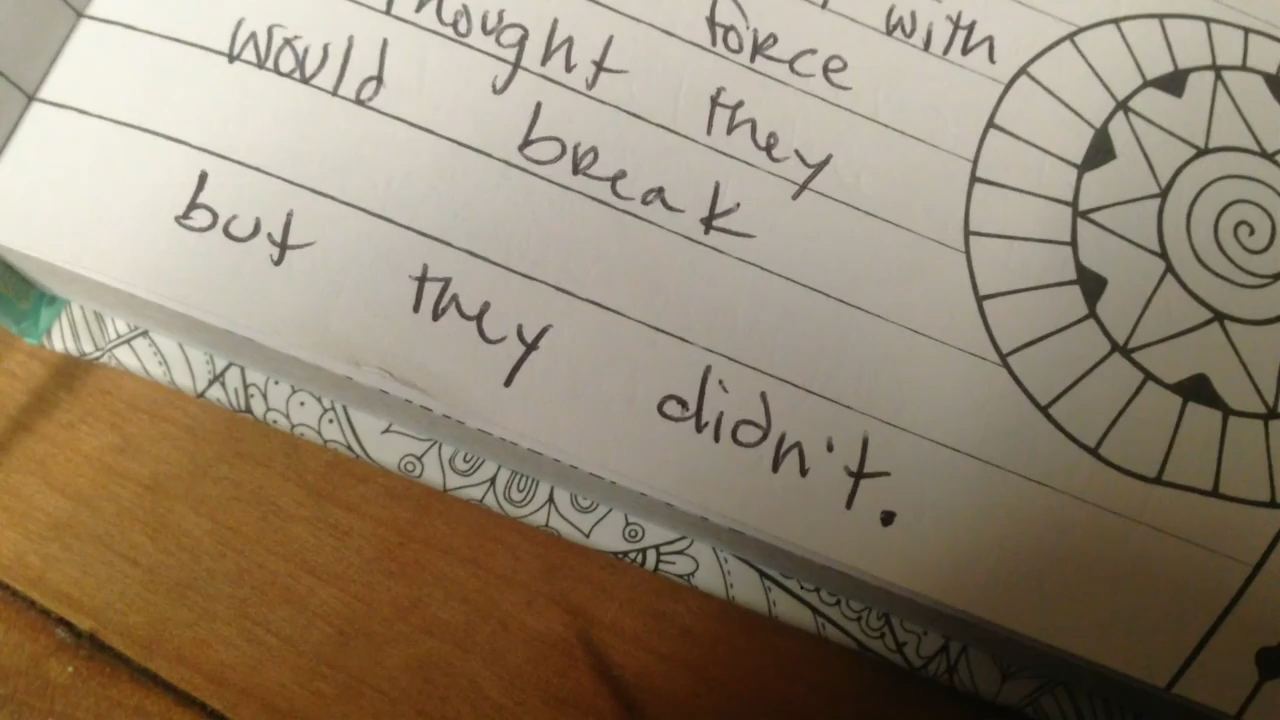 with
force
thought they
would break
but they didn't.